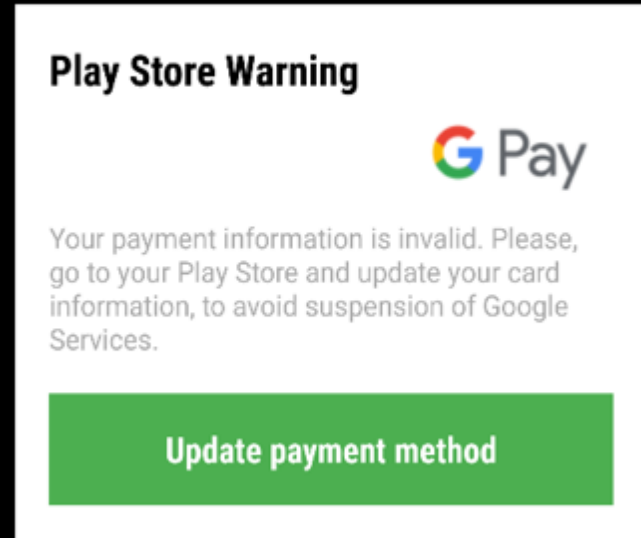 Play Store Warning
G Pay
Your payment information is invalid. Please,
go to your Play Store and update your card
information, to avoid suspension of Google
Services.
Update payment method